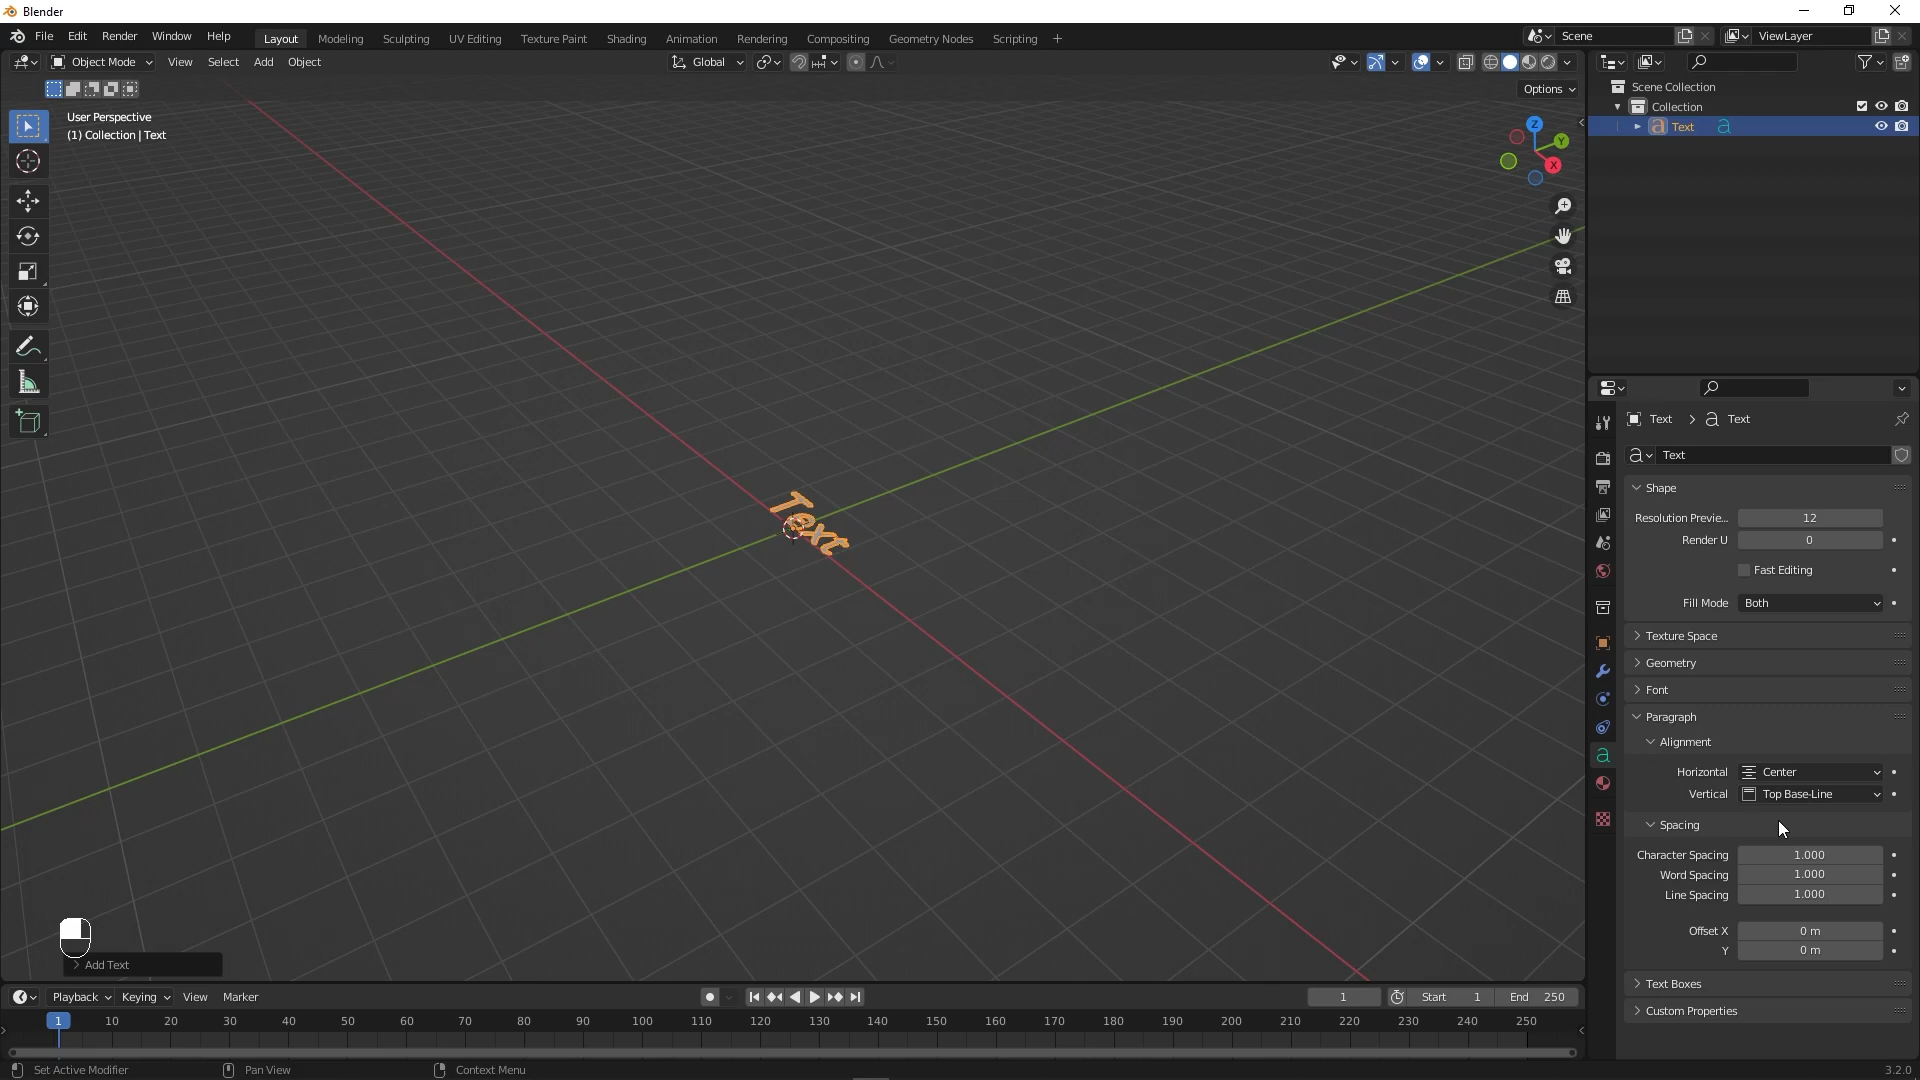 Blender
File Edit Render Window Help Layout Modeling Sculpting UV Editing Texture Paint Shading Animation Rendering Compositing Geometry Nodes Scripting + Scene ViewLayer
Object Mode View Select Add Object Global
Options
User Perspective
(1) Collection | Text
Z
Y
X
Text
Add Text
Scene Collection
Collection
Text
Text > Text
Text
Shape
Resolution Previe... 12
Render U 0
Fast Editing
Fill Mode Both
Texture Space
Geometry
Font
Paragraph
Alignment
Horizontal Center
Vertical Top Base-Line
Spacing
Character Spacing 1.000
Word Spacing 1.000
Line Spacing 1.000
Offset X 0 m
Y 0 m
Text Boxes
Custom Properties
Playback Keying View Marker 1 Start 1 End 250
1 10 20 30 40 50 60 70 80 90 100 110 120 130 140 150 160 170 180 190 200 210 220 230 240 250
Set Active Modifier Pan View Context Menu 3.2.0